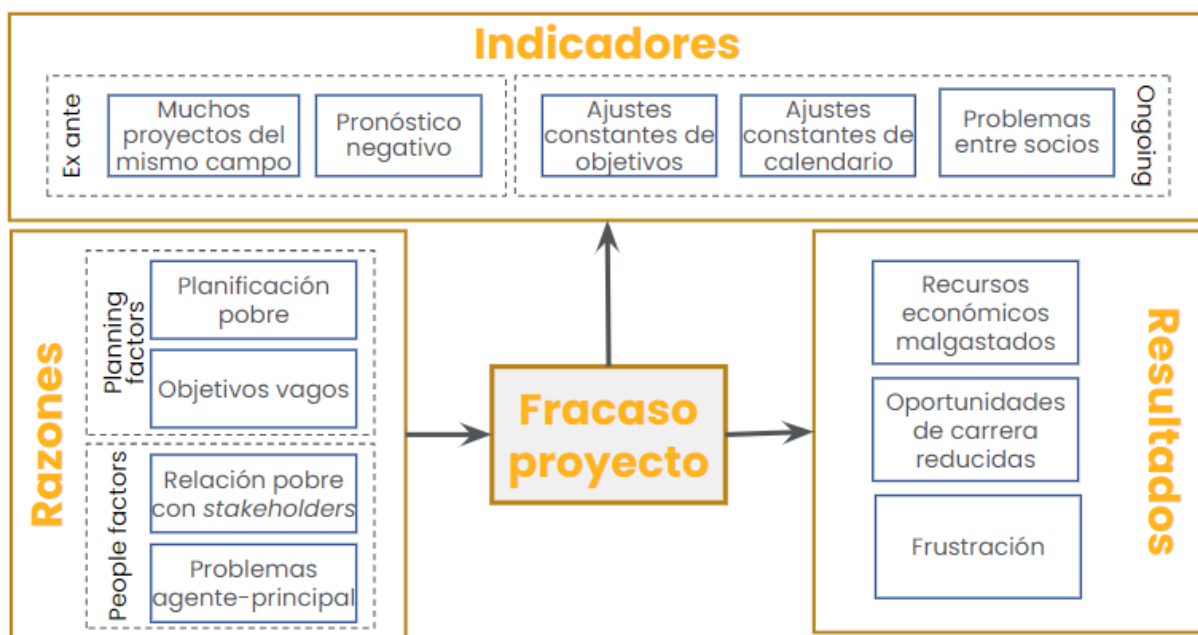 Indicadores
Ex ante
Muchos
proyectos del
mismo campo
Pronóstico
negativo
Ajustes
constantes de
objetivos
Ajustes
constantes de
calendario
Problemas
entre socios
Ongoing
Razones
Planning
factors
Planificación
pobre
Objetivos vagos
People factors
Relación pobre
con stakeholders
Problemas
agente-principal
Fracaso
proyecto
Recursos
económicos
malgastados
Oportunidades
de carrera
reducidas
Frustración
Resultados